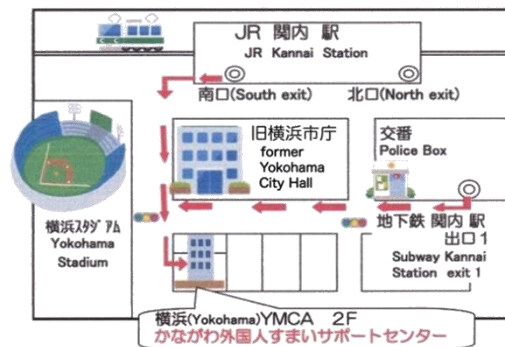 JR 関内 駅
JR Kannai Station
南口(South exit)
北口(North exit)
旧横浜市庁
former
Yokohama
City Hall
交番
Police Box
横浜ｽﾀｼﾞｱﾑ
Yokohama
Stadium
地下鉄 関内 駅
出口1
Subway Kannai
Station exit 1
横浜(Yokohama)YMCA 2F
かながわ外国人すまいサポートセンター